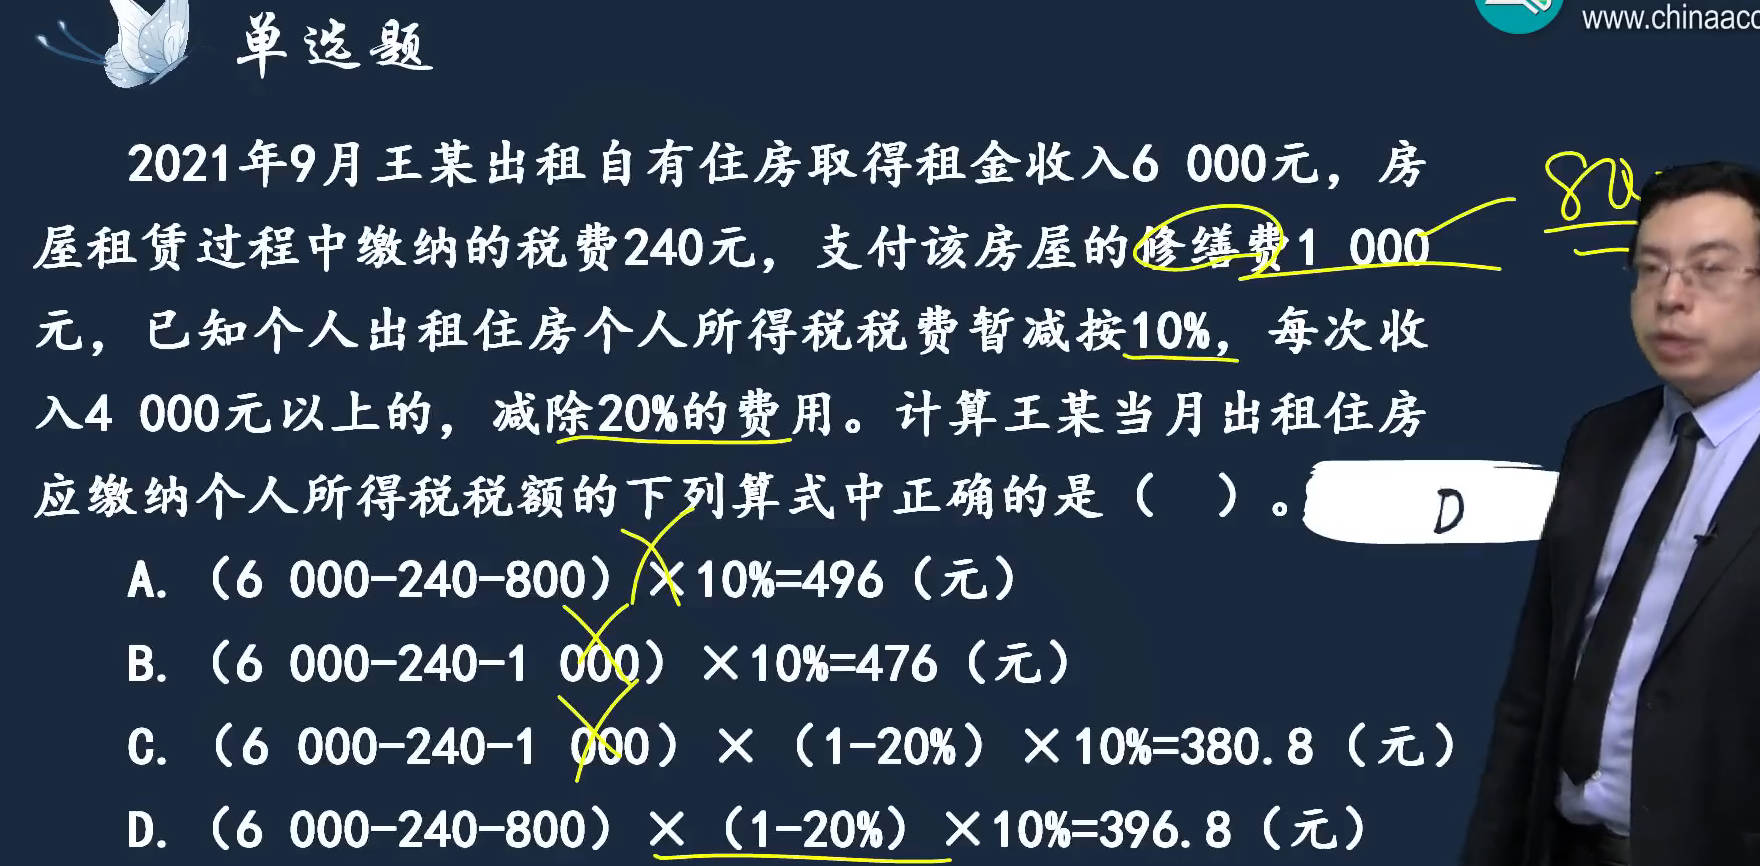 www.chinaacc
单选题
2021年9月王某出租自有住房取得租金收入6 000元，房
屋租赁过程中缴纳的税费240元，支付该房屋的修缮费1 000
元，已知个人出租住房个人所得税税费暂减按10%，每次收
入4 000元以上的，减除20%的费用。计算王某当月出租住房
应缴纳个人所得税税额的下列算式中正确的是（ ）。
D
A. （6 000-240-800）×10%=496（元）
B. （6 000-240-1 000）×10%=476（元）
C. （6 000-240-1 000）×（1-20%）×10%=380.8（元）
D. （6 000-240-800）×（1-20%）×10%=396.8（元）